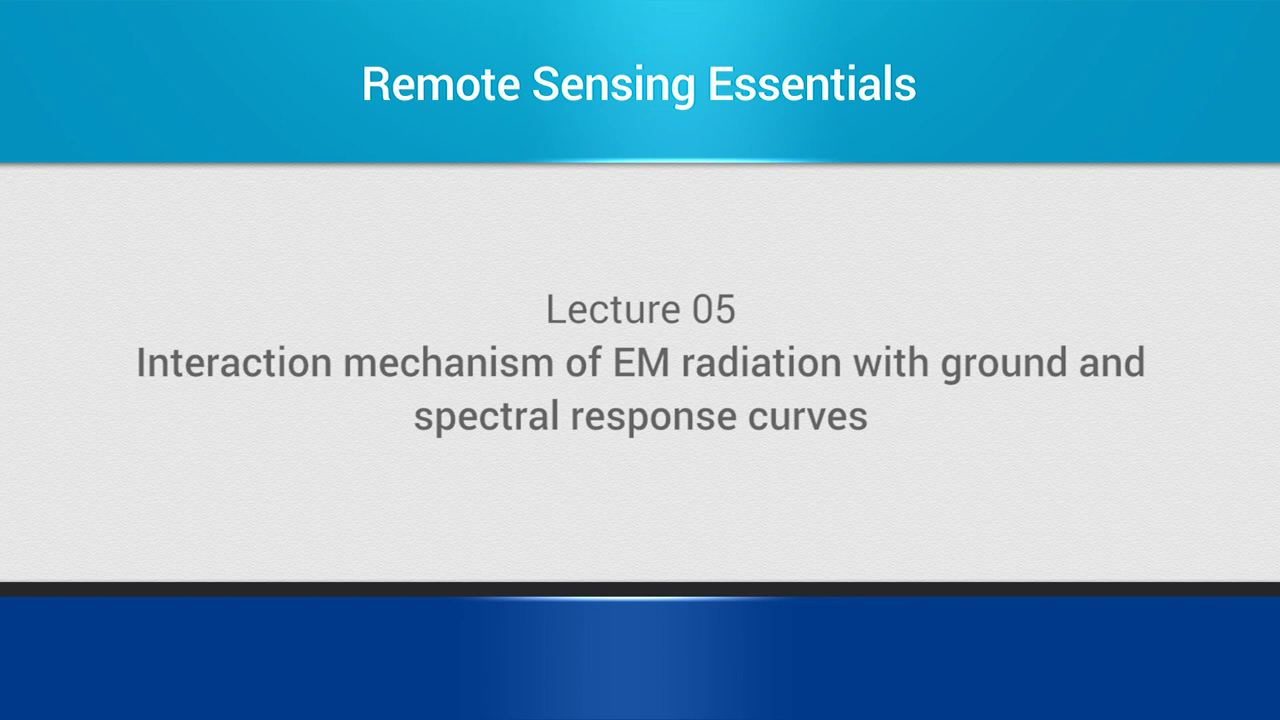 Remote Sensing Essentials
Lecture 05
Interaction mechanism of EM radiation with ground and
spectral response curves